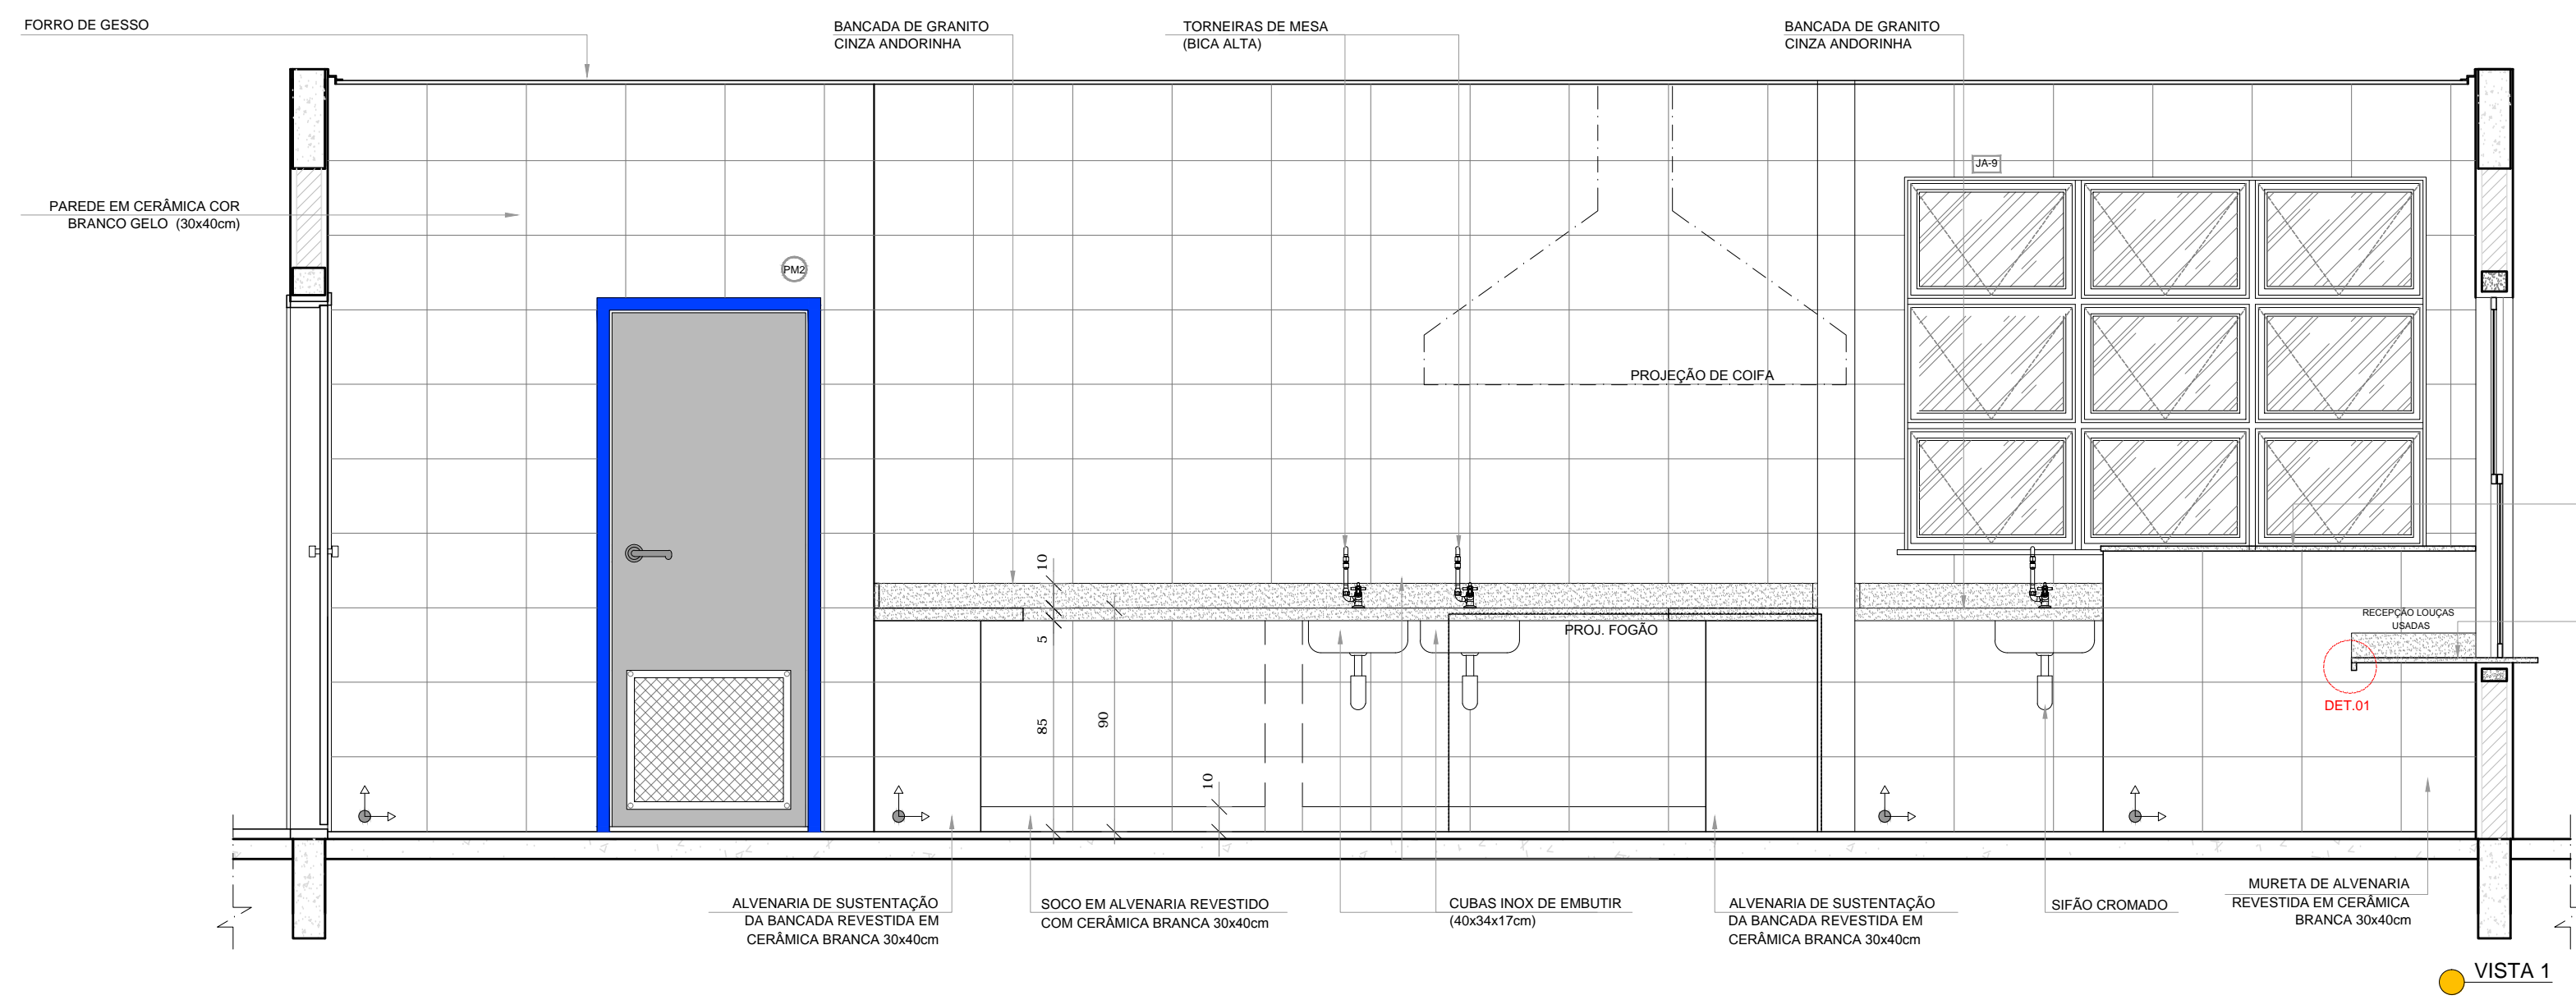 FORRO DE GESSO
BANCADA DE GRANITO
CINZA ANDORINHA
TORNEIRAS DE MESA
(BICA ALTA)
BANCADA DE GRANITO
CINZA ANDORINHA
JA-9
PAREDE EM CERÂMICA COR
BRANCO GELO (30x40cm)
PM2
PROJEÇÃO DE COIFA
10
5
85
90
10
PROJ. FOGÃO
RECEPÇÃO LOUÇAS
USADAS
DET.01
ALVENARIA DE SUSTENTAÇÃO
DA BANCADA REVESTIDA EM
CERÂMICA BRANCA 30x40cm
SOCO EM ALVENARIA REVESTIDO
COM CERÂMICA BRANCA 30x40cm
CUBAS INOX DE EMBUTIR
(40x34x17cm)
ALVENARIA DE SUSTENTAÇÃO
DA BANCADA REVESTIDA EM
CERÂMICA BRANCA 30x40cm
SIFÃO CROMADO
MURETA DE ALVENARIA
REVESTIDA EM CERÂMICA
BRANCA 30x40cm
VISTA 1